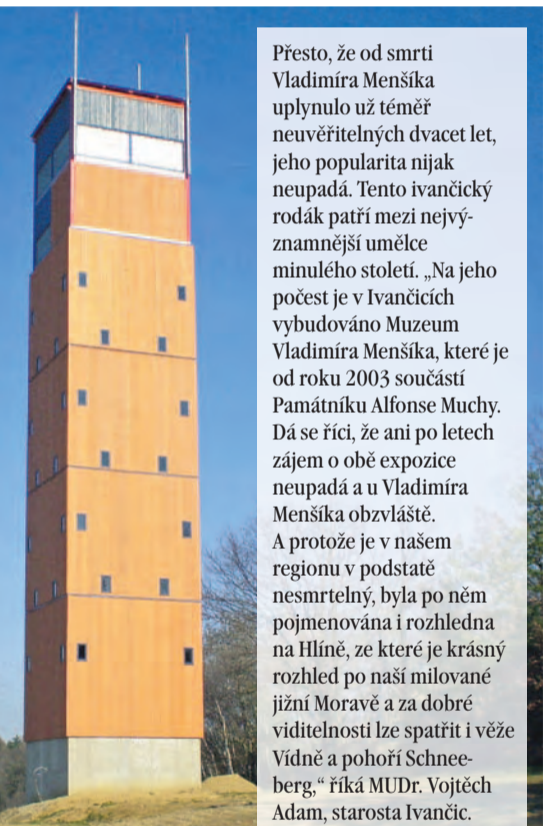 Přesto, že od smrti
Vladimíra Menšíka
uplynulo už téměř
neuvěřitelných dvacet let,
jeho popularita nijak
neupadá. Tento ivančický
rodák patří mezi nejvý-
znamnější umělce
minulého století. „Na jeho
počest je v Ivančicích
vybudováno Muzeum
Vladimíra Menšíka, které je
od roku 2003 součástí
Památníku Alfonse Muchy.
Dá se říci, že ani po letech
zájem o obě expozice
neupadá a u Vladimíra
Menšíka obzvláště.
A protože je v našem
regionu v podstatě
nesmrtelný, byla po něm
pojmenována i rozhledna
na Hlíně, ze které je krásný
rozhled po naší milované
jižní Moravě a za dobré
viditelnosti lze spatřit i věže
Vídně a pohoří Schnee-
berg,“ říká MUDr. Vojtěch
Adam, starosta Ivančic.